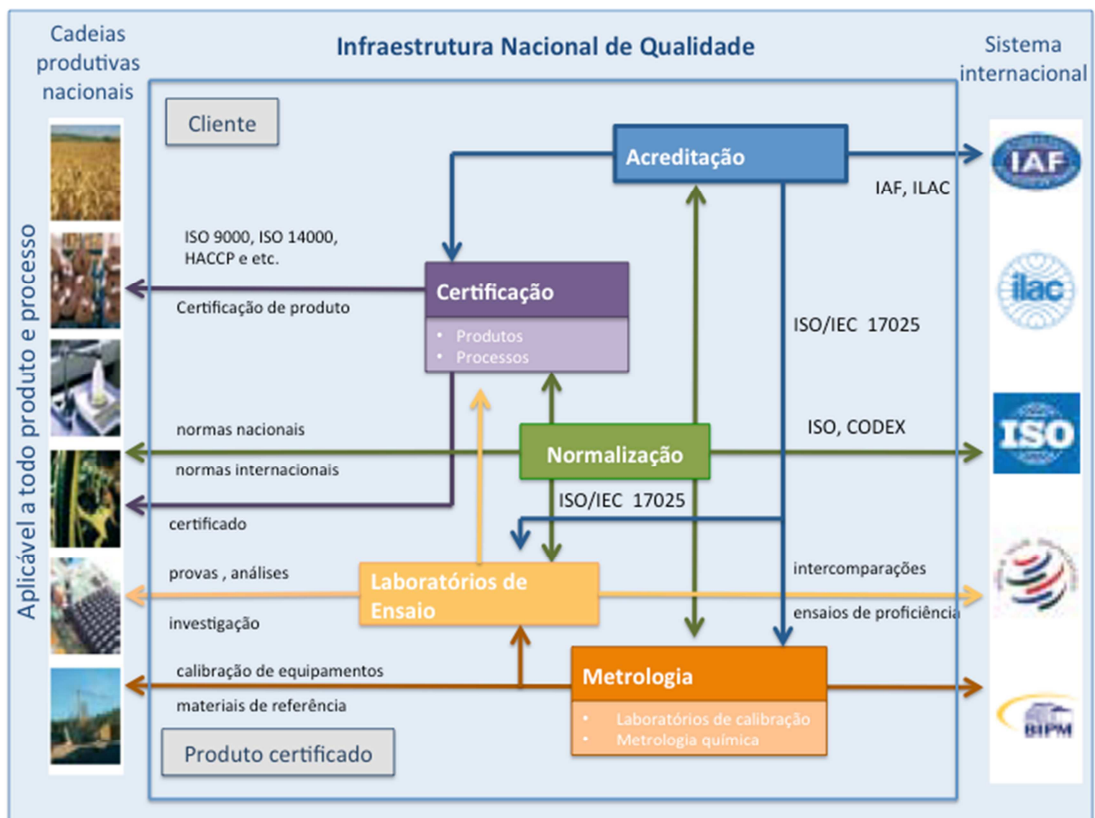 Cadeias
produtivas
nacionais
Infraestrutura Nacional de Qualidade
Sistema
internacional
Aplicável a todo produto e processo
Cliente
Acreditação
IAF, ILAC
IAF
ISO 9000, ISO 14000,
HACCP e etc.
Certificação de produto
Certificação
• Produtos
• Processos
ilac
ISO/IEC 17025
normas nacionais
normas internacionais
Normalização
ISO, CODEX
ISO
ISO/IEC 17025
certificado
provas , análises
investigação
Laboratórios de
Ensaio
intercomparações
ensaios de proficiência
calibração de equipamentos
materiais de referência
Metrologia
• Laboratórios de calibração
• Metrologia química
BIPM
Produto certificado